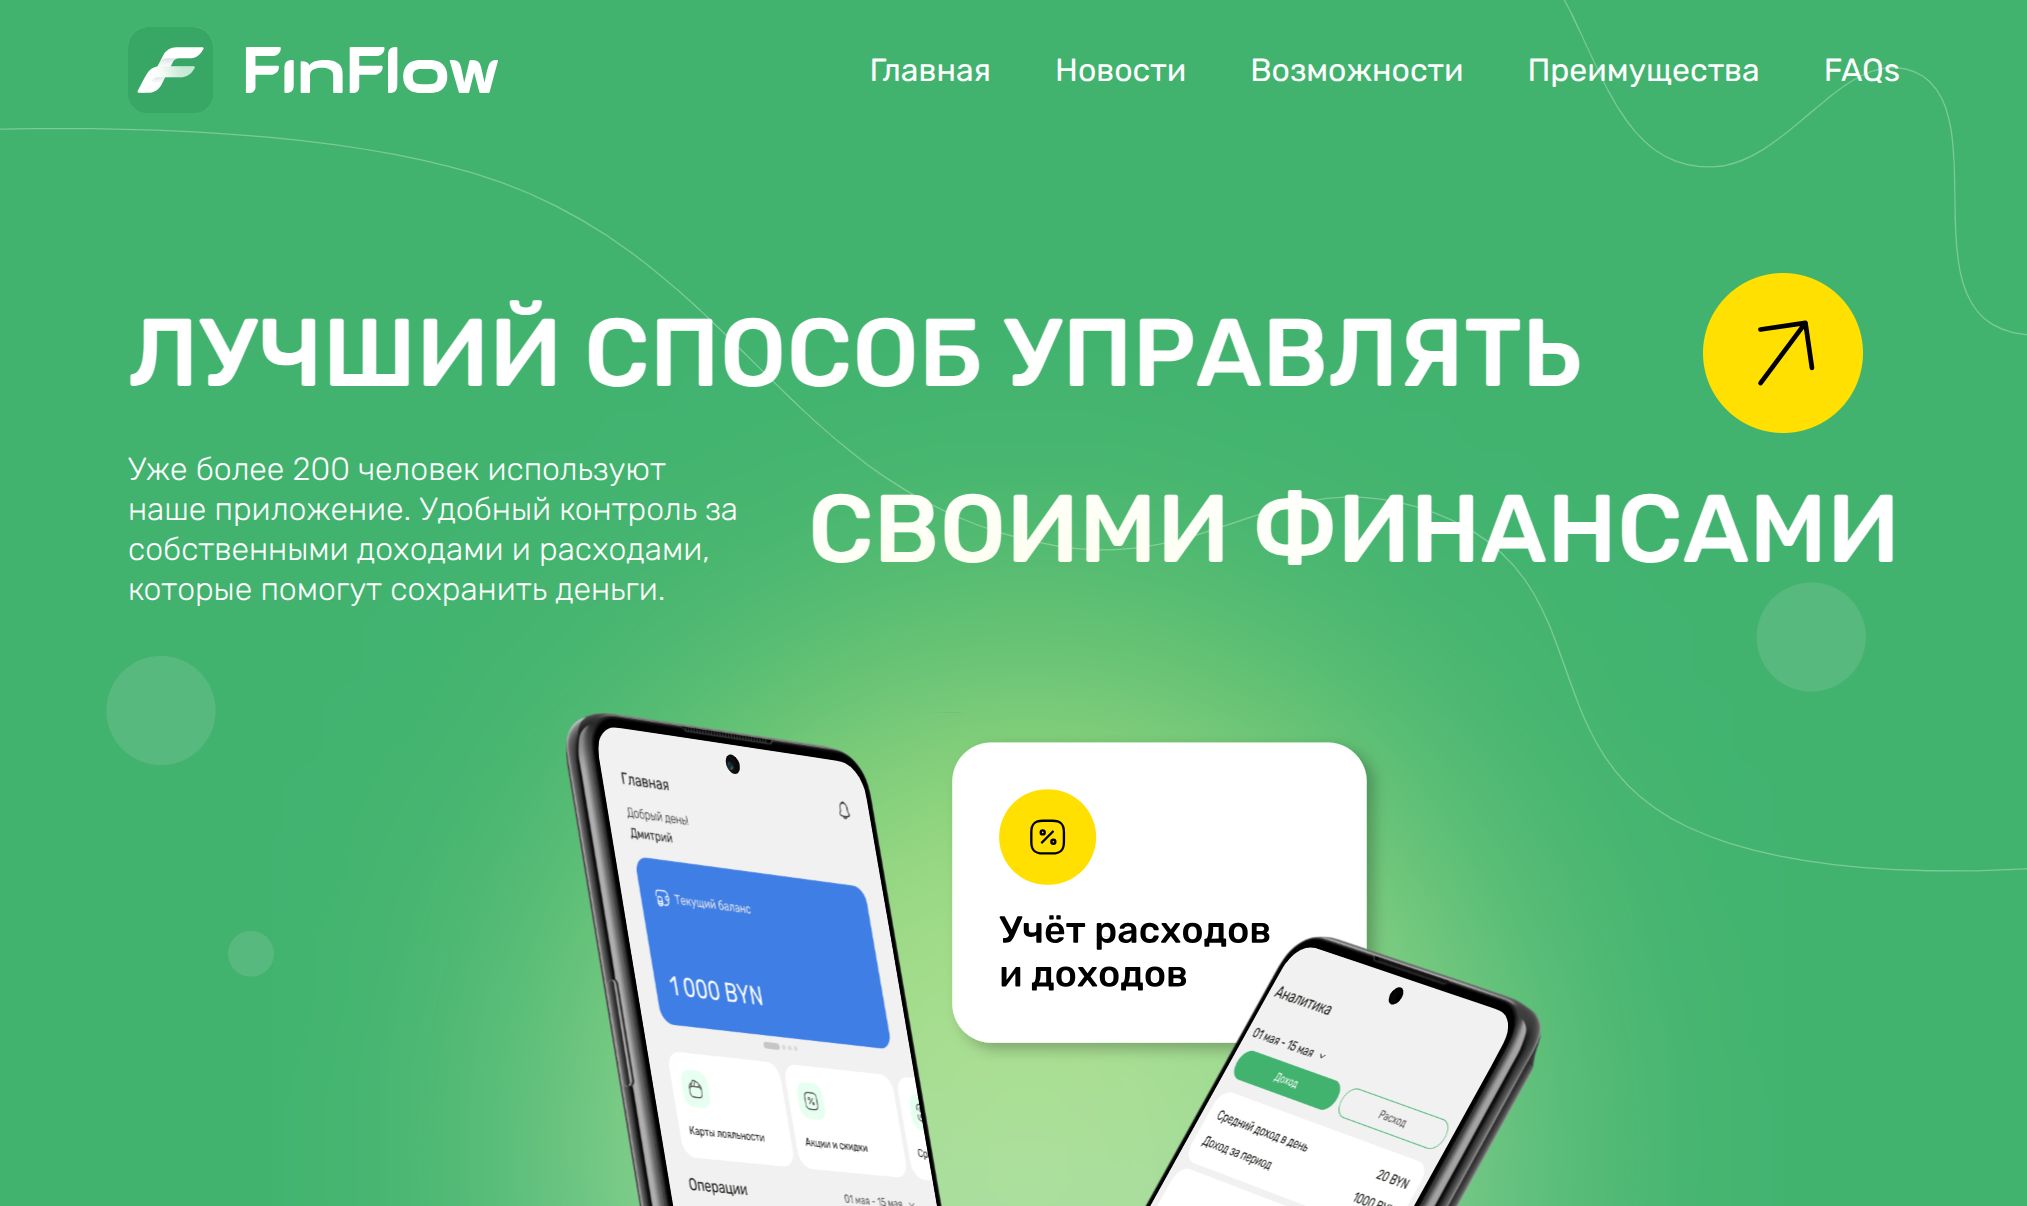 FinFlow
Главная Новости Возможности Преимущества FAQs
ЛУЧШИЙ СПОСОБ УПРАВЛЯТЬ
СВОИМИ ФИНАНСАМИ
Уже более 200 человек используют
наше приложение. Удобный контроль за
собственными доходами и расходами,
которые помогут сохранить деньги.
Главная
Добрый день!
Дмитрий
Текущий баланс
1 000 BYN
Карты лояльности
Акции и скидки
Операции
01 мая - 15 мая
Учёт расходов
и доходов
Аналитика
01 мая - 15 мая
Доход
Расход
Средний доход в день
20 BYN
Доход за период
1000